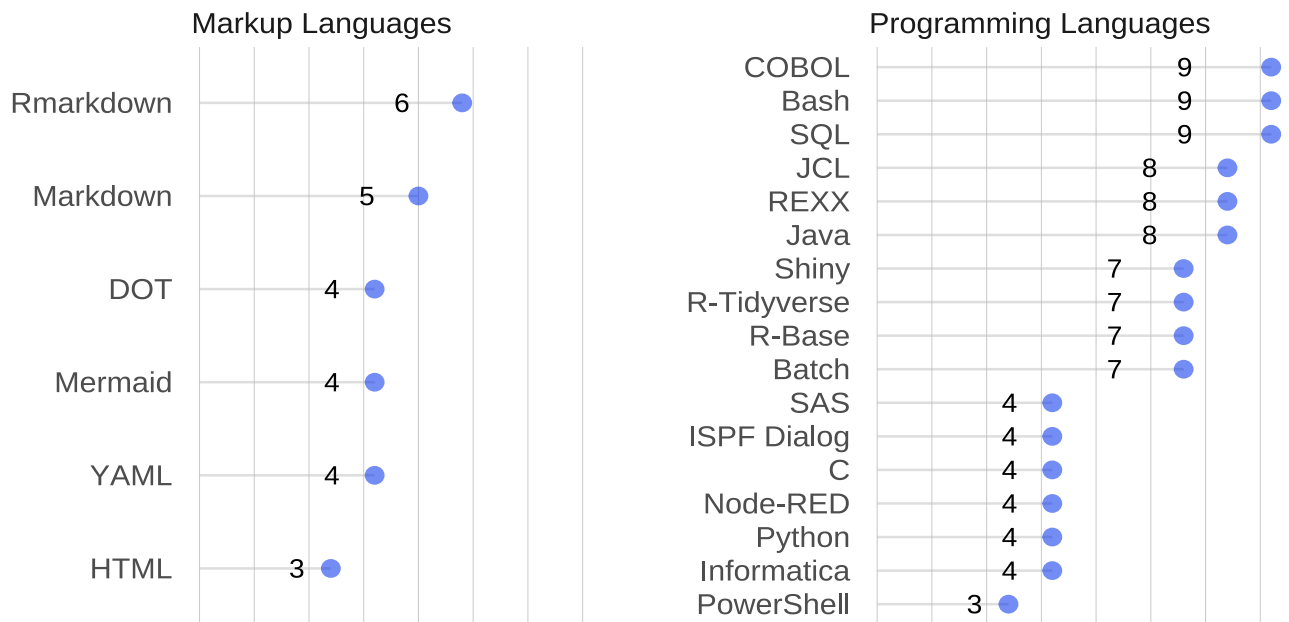 Markup Languages
Rmarkdown 6
Markdown 5
DOT 4
Mermaid 4
YAML 4
HTML 3
Programming Languages
COBOL 9
Bash 9
SQL 9
JCL 8
REXX 8
Java 8
Shiny 7
R-Tidyverse 7
R-Base 7
Batch 7
SAS 4
ISPF Dialog 4
C 4
Node-RED 4
Python 4
Informatica 4
PowerShell 3